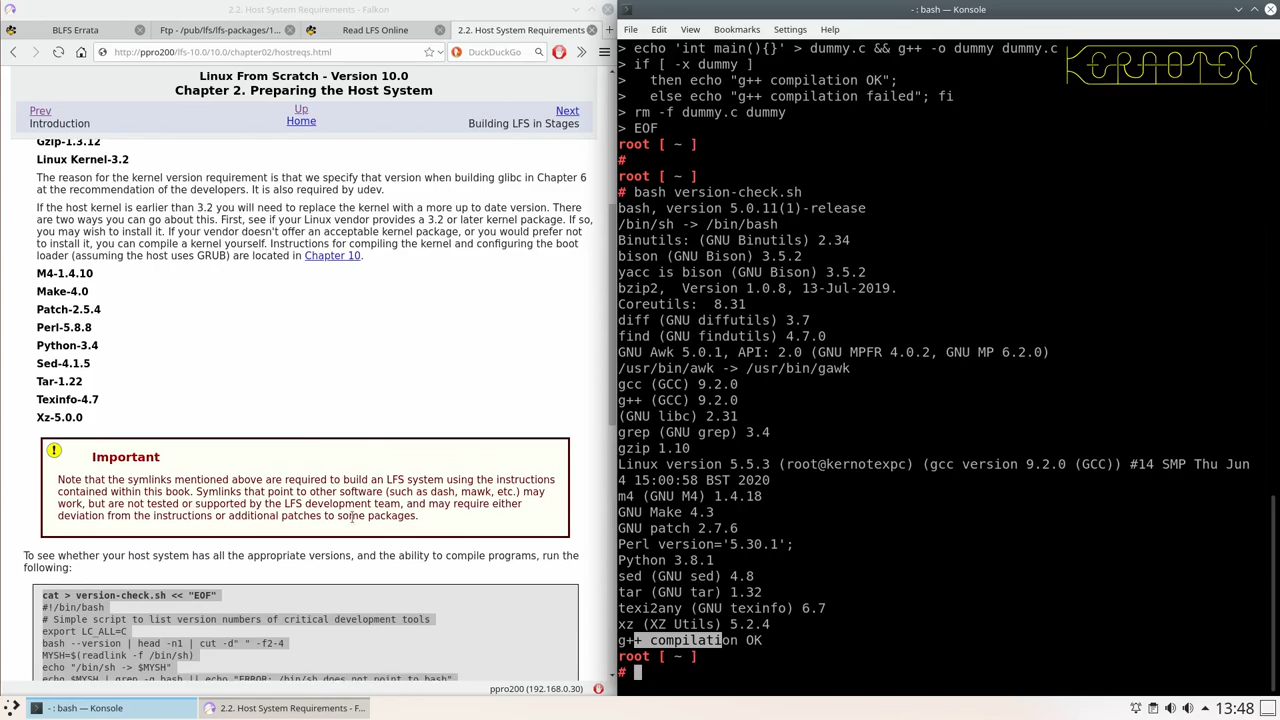 2.2. Host System Requirements - Falkon
BLFS Errata
Ftp - /pub/lfs/lfs-packages/1...
Read LFS Online
2.2. Host System Requirements
http://ppro200/lfs-10.0/10.0/chapter02/hostreqs.html
DuckDuckGo
Linux From Scratch - Version 10.0
Chapter 2. Preparing the Host System
Prev
Up
Next
Introduction
Home
Building LFS in Stages
Gzip-1.3.12
Linux Kernel-3.2
The reason for the kernel version requirement is that we specify that version when building glibc in Chapter 6
at the recommendation of the developers. It is also required by udev.
If the host kernel is earlier than 3.2 you will need to replace the kernel with a more up to date version. There
are two ways you can go about this. First, see if your Linux vendor provides a 3.2 or later kernel package. If so,
you may wish to install it. If your vendor doesn't offer an acceptable kernel package, or you would prefer not
to install it, you can compile a kernel yourself. Instructions for compiling the kernel and configuring the boot
loader (assuming the host uses GRUB) are located in Chapter 10.
M4-1.4.10
Make-4.0
Patch-2.5.4
Perl-5.8.8
Python-3.4
Sed-4.1.5
Tar-1.22
Texinfo-4.7
Xz-5.0.0
Important
Note that the symlinks mentioned above are required to build an LFS system using the instructions
contained within this book. Symlinks that point to other software (such as dash, mawk, etc.) may
work, but are not tested or supported by the LFS development team, and may require either
deviation from the instructions or additional patches to some packages.
To see whether your host system has all the appropriate versions, and the ability to compile programs, run the
following:
cat > version-check.sh << "EOF"
#!/bin/bash
# Simple script to list version numbers of critical development tools
export LC_ALL=C
bash --version | head -n1 | cut -d" " -f2-4
MYSH=$(readlink -f /bin/sh)
echo "/bin/sh -> $MYSH"
echo $MYSH | grep -q bash || echo "ERROR: /bin/sh does not point to bash"
ppro200 (192.168.0.30)
- : bash — Konsole
File Edit View Bookmarks Settings Help
KERNOTEX
> echo 'int main(){}' > dummy.c && g++ -o dummy dummy.c
> if [ -x dummy ]
>   then echo "g++ compilation OK";
>   else echo "g++ compilation failed"; fi
> rm -f dummy.c dummy
> EOF
root [ ~ ]
#
root [ ~ ]
# bash version-check.sh
bash, version 5.0.11(1)-release
/bin/sh -> /bin/bash
Binutils: (GNU Binutils) 2.34
bison (GNU Bison) 3.5.2
yacc is bison (GNU Bison) 3.5.2
bzip2,  Version 1.0.8, 13-Jul-2019.
Coreutils:  8.31
diff (GNU diffutils) 3.7
find (GNU findutils) 4.7.0
GNU Awk 5.0.1, API: 2.0 (GNU MPFR 4.0.2, GNU MP 6.2.0)
/usr/bin/awk -> /usr/bin/gawk
gcc (GCC) 9.2.0
g++ (GCC) 9.2.0
(GNU libc) 2.31
grep (GNU grep) 3.4
gzip 1.10
Linux version 5.5.3 (root@kernotexpc) (gcc version 9.2.0 (GCC)) #14 SMP Thu Jun
4 15:00:58 BST 2020
m4 (GNU M4) 1.4.18
GNU Make 4.3
GNU patch 2.7.6
Perl version='5.30.1';
Python 3.8.1
sed (GNU sed) 4.8
tar (GNU tar) 1.32
texi2any (GNU texinfo) 6.7
xz (XZ Utils) 5.2.4
g++ compilation OK
root [ ~ ]
#
- : bash — Konsole
2.2. Host System Requirements - F...
13:48